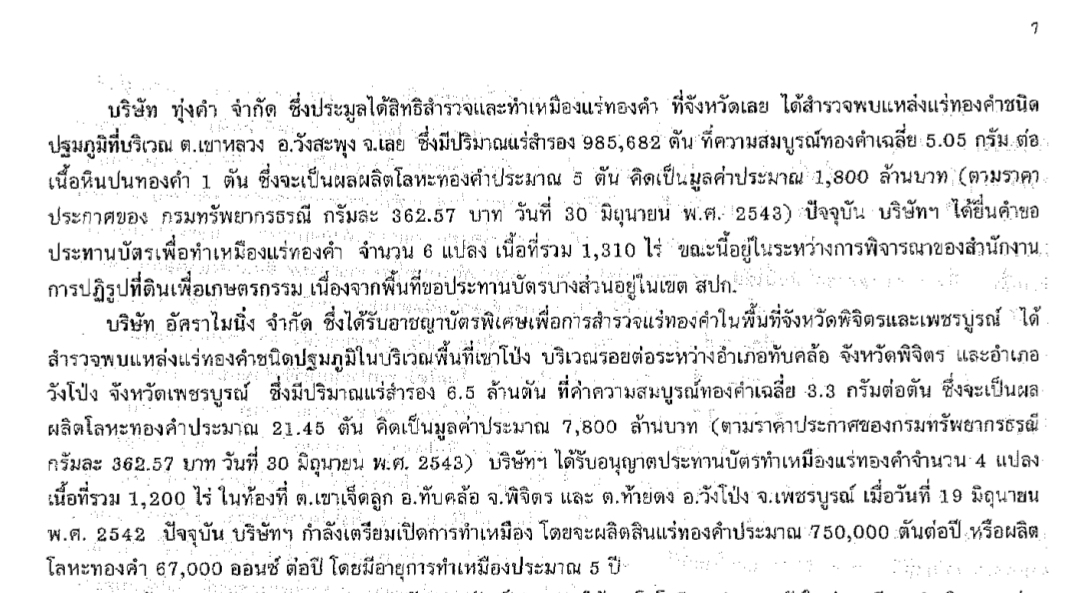 7
บริษัท ทุ่งคำ จำกัด ซึ่งประมูลได้สิทธิสำรวจและทำเหมืองแร่ทองคำ ที่จังหวัดเลย ได้สำรวจพบแหล่งแร่ทองคำชนิด
ปฐมภูมิที่บริเวณ ต.เขาหลวง อ.วังสะพุง จ.เลย ซึ่งมีปริมาณแร่สำรอง 985,682 ตัน ที่ความสมบูรณ์ทองคำเฉลี่ย 5.05 กรัม ต่อ
เนื้อหินปนทองคำ 1 ตัน ซึ่งจะเป็นผลผลิตโลหะทองคำประมาณ 5 ตัน คิดเป็นมูลค่าประมาณ 1,800 ล้านบาท (ตามราคา
ประกาศของ กรมทรัพยากรธรณี กรัมละ 362.57 บาท วันที่ 30 มิถุนายน พ.ศ. 2543) ปัจจุบัน บริษัทฯ ได้ยื่นคำขอ
ประทานบัตรเพื่อทำเหมืองแร่ทองคำ จำนวน 6 แปลง เนื้อที่รวม 1,310 ไร่ ขณะนี้อยู่ในระหว่างการพิจารณาของสำนักงาน
การปฏิรูปที่ดินเพื่อเกษตรกรรม เนื่องจากพื้นที่ขอประทานบัตรบางส่วนอยู่ในเขต สปก.
บริษัท อัคราไมนิ่ง จำกัด ซึ่งได้รับอาชญาบัตรพิเศษเพื่อการสำรวจแร่ทองคำในพื้นที่จังหวัดพิจิตรและเพชรบูรณ์ ได้
สำรวจพบแหล่งแร่ทองคำชนิดปฐมภูมิในบริเวณพื้นที่เขาโป่ง บริเวณรอยต่อระหว่างอำเภอทับคล้อ จังหวัดพิจิตร และอำเภอ
วังโป่ง จังหวัดเพชรบูรณ์ ซึ่งมีปริมาณแร่สำรอง 6.5 ล้านตัน ที่ค่าความสมบูรณ์ทองคำเฉลี่ย 3.3 กรัมต่อตัน ซึ่งจะเป็นผล
ผลิตโลหะทองคำประมาณ 21.45 ตัน คิดเป็นมูลค่าประมาณ 7,800 ล้านบาท (ตามราคาประกาศของกรมทรัพยากรธรณี
กรัมละ 362.57 บาท วันที่ 30 มิถุนายน พ.ศ. 2543) บริษัทฯ ได้รับอนุญาตประทานบัตรทำเหมืองแร่ทองคำจำนวน 4 แปลง
เนื้อที่รวม 1,200 ไร่ ในท้องที่ ต.เขาเจ็ดลูก อ.ทับคล้อ จ.พิจิตร และ ต.ท้ายดง อ.วังโป่ง จ.เพชรบูรณ์ เมื่อวันที่ 19 มิถุนายน
พ.ศ. 2542 ปัจจุบัน บริษัทฯ กำลังเตรียมเปิดการทำเหมือง โดยจะผลิตสินแร่ทองคำประมาณ 750,000 ตันต่อปี หรือผลิต
โลหะทองคำ 67,000 ออนซ์ ต่อปี โดยมีอายุการทำเหมืองประมาณ 5 ปี